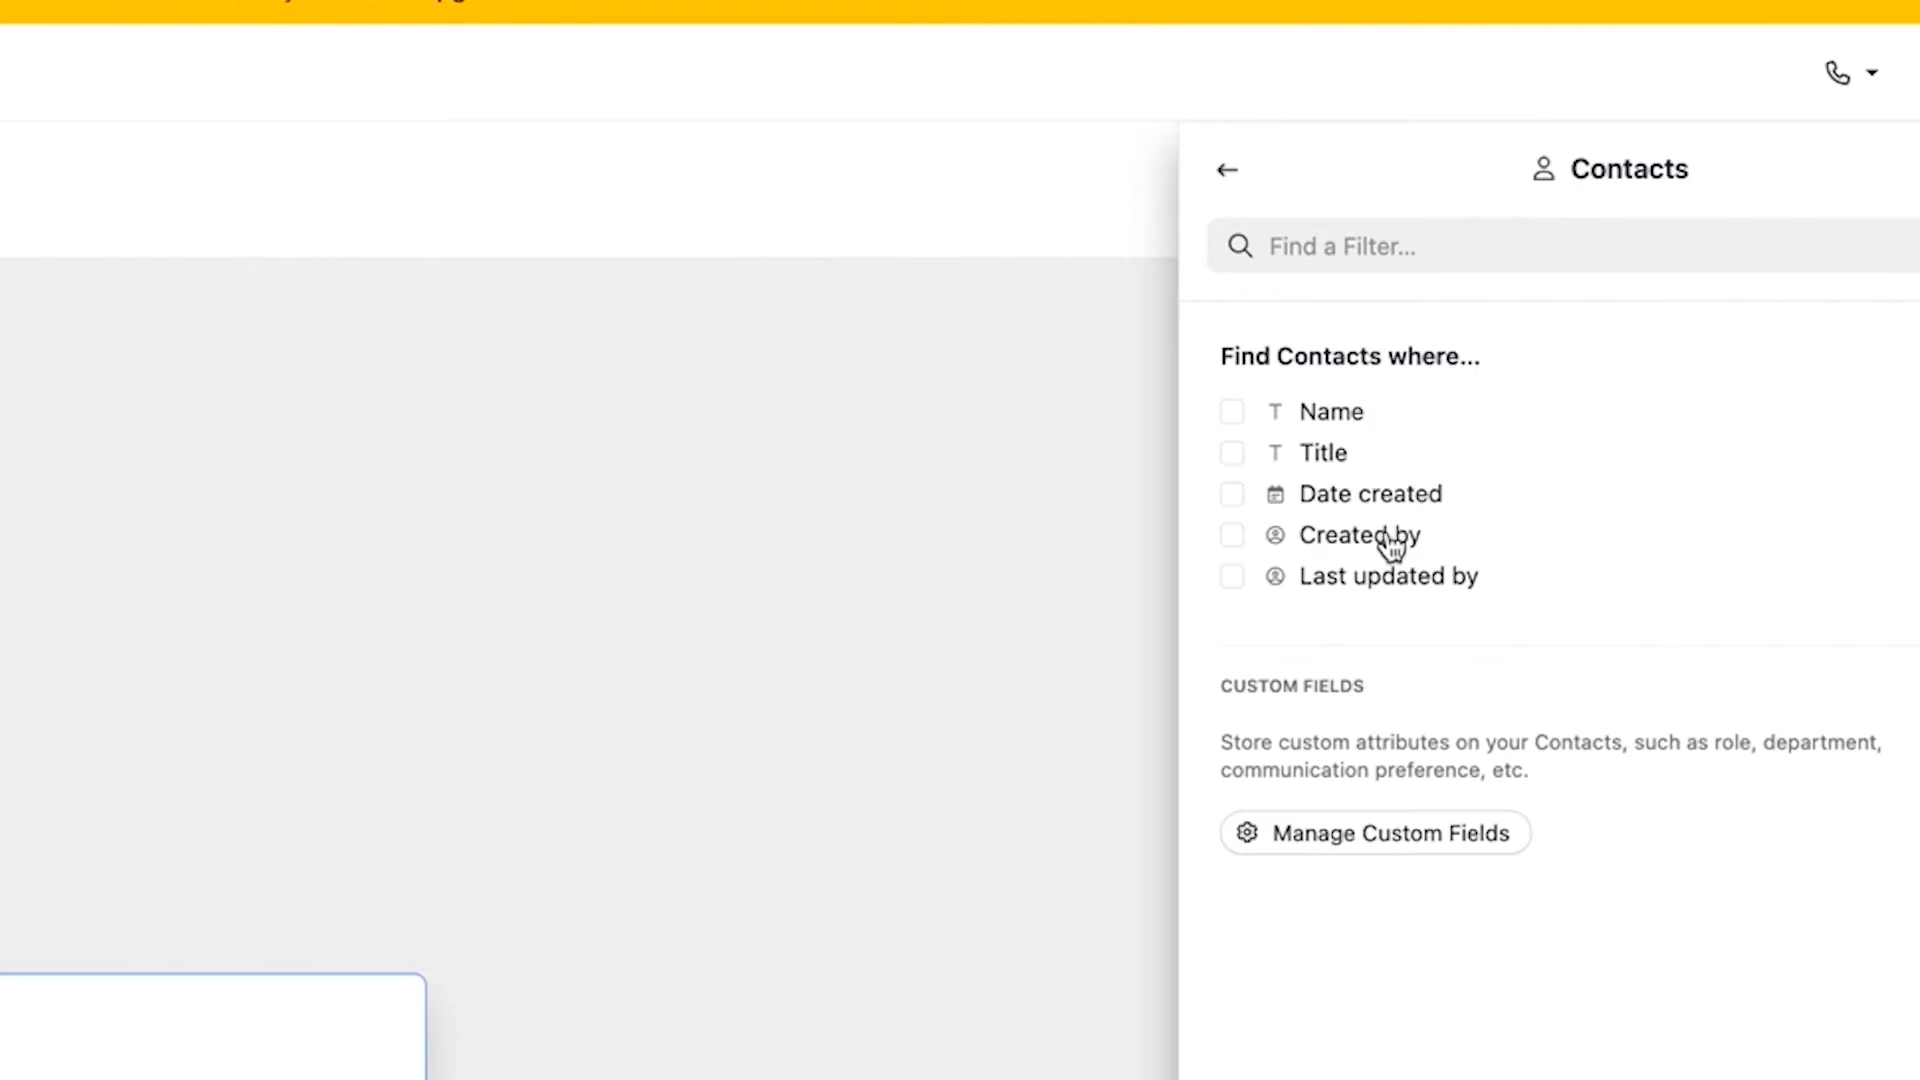 Contacts
Find a Filter...
Find Contacts where...
T Name
T Title
Date created
Created by
Last updated by
CUSTOM FIELDS
Store custom attributes on your Contacts, such as role, department,
communication preference, etc.
Manage Custom Fields